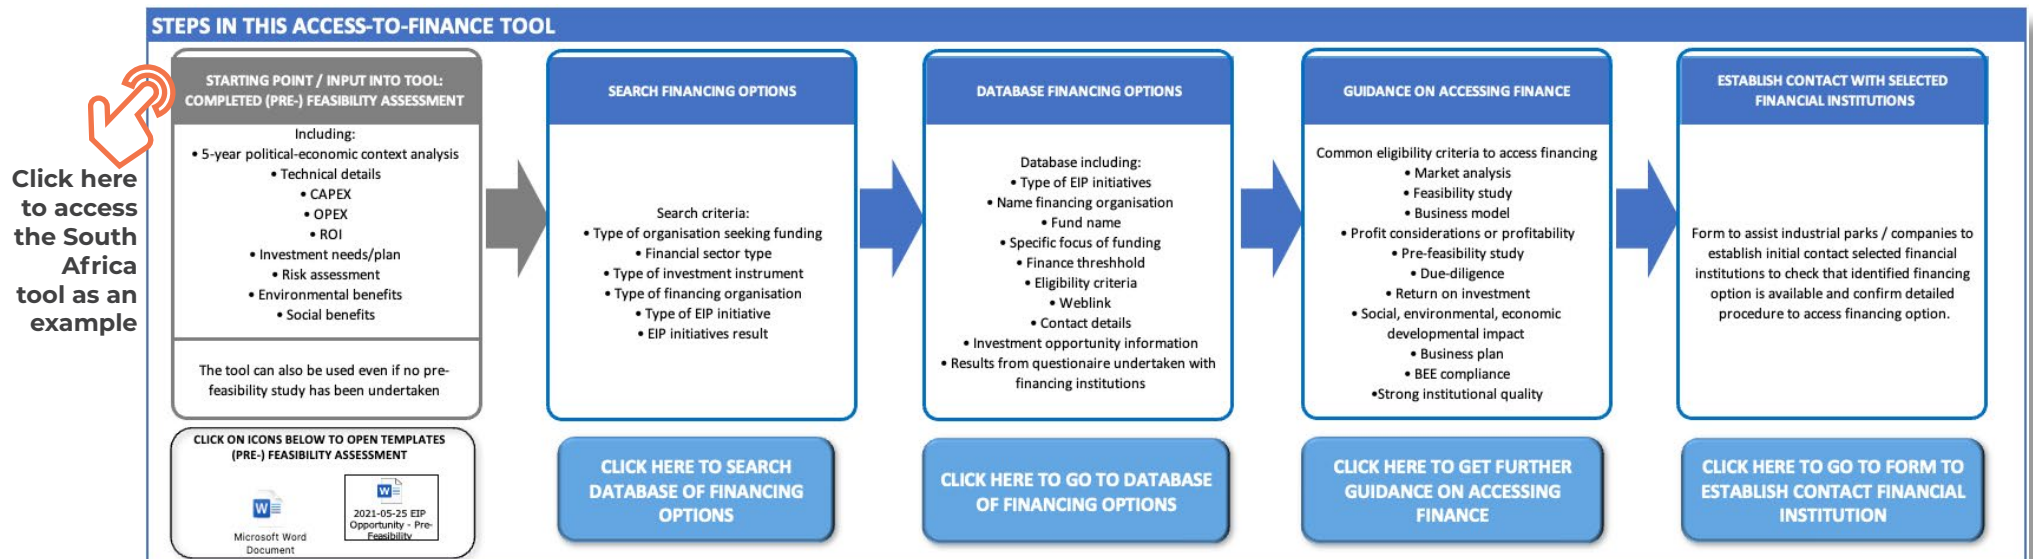 STEPS IN THIS ACCESS-TO-FINANCE TOOL
Click here
to access
the South
Africa
tool as an
example
STARTING POINT / INPUT INTO TOOL:
COMPLETED (PRE-) FEASIBILITY ASSESSMENT
Including:
• 5-year political-economic context analysis
• Technical details
• CAPEX
• OPEX
• ROI
• Investment needs/plan
• Risk assessment
• Environmental benefits
• Social benefits
The tool can also be used even if no pre-
feasibility study has been undertaken
CLICK ON ICONS BELOW TO OPEN TEMPLATES
(PRE-) FEASIBILITY ASSESSMENT
W
Microsoft Word
Document
W
2021-05-25 EIP
Opportunity - Pre-
Feasibility
SEARCH FINANCING OPTIONS
Search criteria:
• Type of organisation seeking funding
• Financial sector type
• Type of investment instrument
• Type of financing organisation
• Type of EIP initiative
• EIP initiatives result
CLICK HERE TO SEARCH
DATABASE OF FINANCING
OPTIONS
DATABASE FINANCING OPTIONS
Database including:
• Type of EIP initiatives
• Name financing organisation
• Fund name
• Specific focus of funding
• Finance threshhold
• Eligibility criteria
• Weblink
• Contact details
• Investment opportunity information
• Results from questionaire undertaken with
financing institutions
CLICK HERE TO GO TO DATABASE
OF FINANCING OPTIONS
GUIDANCE ON ACCESSING FINANCE
Common eligibility criteria to access financing
• Market analysis
• Feasibility study
• Business model
• Profit considerations or profitability
• Pre-feasibility study
• Due-diligence
• Return on investment
• Social, environmental, economic
developmental impact
• Business plan
• BEE compliance
•Strong institutional quality
CLICK HERE TO GET FURTHER
GUIDANCE ON ACCESSING
FINANCE
ESTABLISH CONTACT WITH SELECTED
FINANCIAL INSTITUTIONS
Form to assist industrial parks / companies to
establish initial contact selected financial
institutions to check that identified financing
option is available and confirm detailed
procedure to access financing option.
CLICK HERE TO GO TO FORM TO
ESTABLISH CONTACT FINANCIAL
INSTITUTION